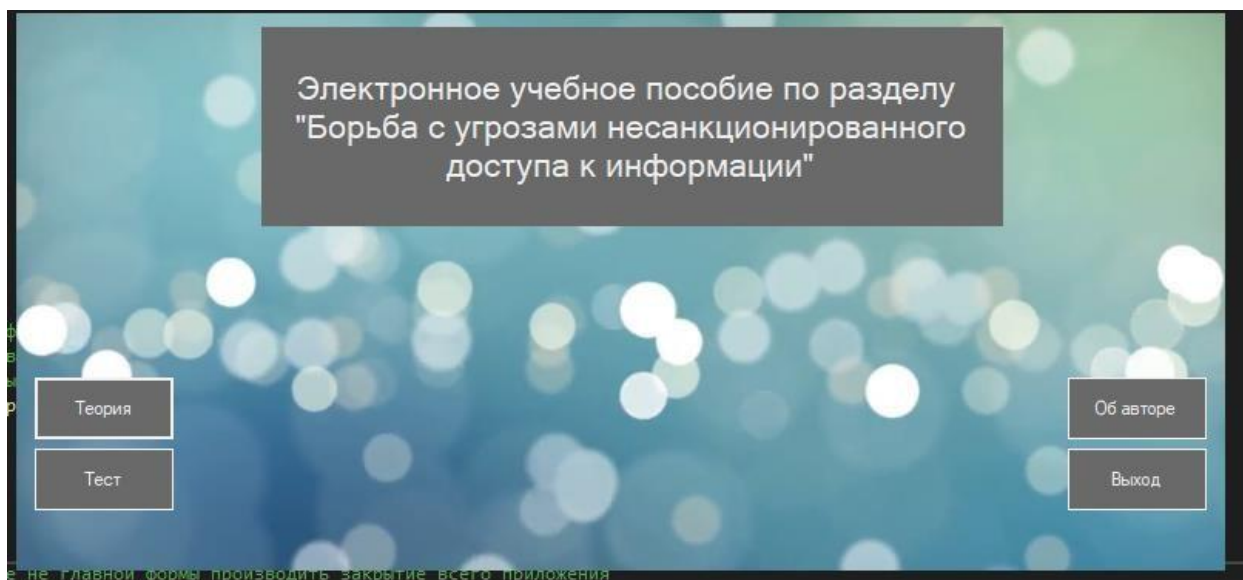 Электронное учебное пособие по разделу
"Борьба с угрозами несанкционированного
доступа к информации"
Теория
Тест
Об авторе
Выход
не главной формы производить закрытие всего приложения